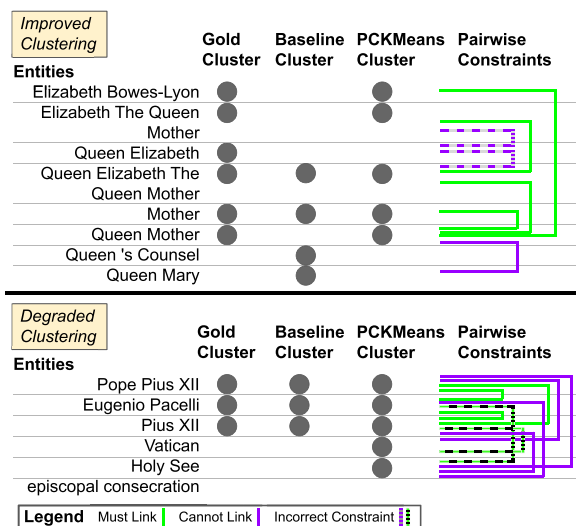 Improved
Clustering
Gold Baseline PCKMeans Pairwise
Cluster Cluster Cluster Constraints
Entities
Elizabeth Bowes-Lyon
Elizabeth The Queen
Mother
Queen Elizabeth
Queen Elizabeth The
Queen Mother
Mother
Queen Mother
Queen 's Counsel
Queen Mary
Degraded
Clustering
Gold Baseline PCKMeans Pairwise
Cluster Cluster Cluster Constraints
Entities
Pope Pius XII
Eugenio Pacelli
Pius XII
Vatican
Holy See
episcopal consecration
Legend Must Link Cannot Link Incorrect Constraint